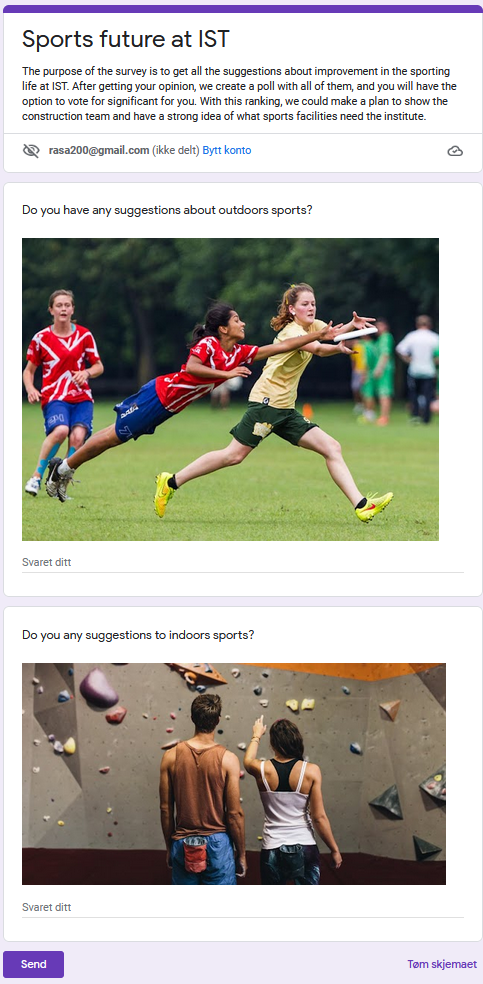 Sports future at IST
The purpose of the survey is to get all the suggestions about improvement in the sporting
life at IST. After getting your opinion, we create a poll with all of them, and you will have the
option to vote for significant for you. With this ranking, we could make a plan to show the
construction team and have a strong idea of what sports facilities need the institute.
rasa200@gmail.com (ikke delt) Bytt konto
Do you have any suggestions about outdoors sports?
Svaret ditt
Do you any suggestions to indoors sports?
Svaret ditt
Send Tøm skjemaet